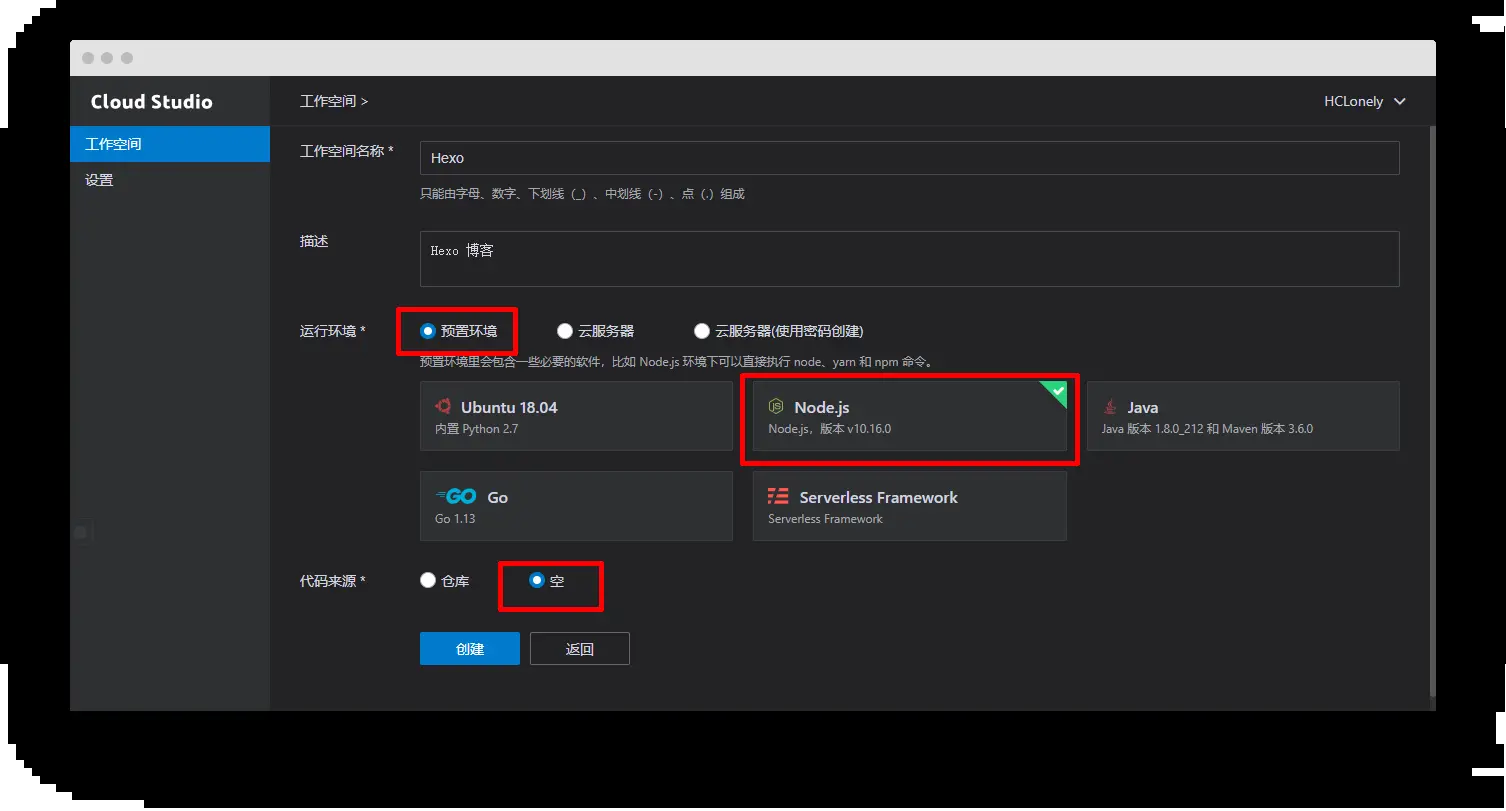 Cloud Studio
工作空间 >
HCLonely
工作空间
设置
工作空间名称 *
Hexo
只能由字母、数字、下划线（_）、中划线（-）、点（.）组成
描述
Hexo 博客
运行环境 *
预置环境
云服务器
云服务器(使用密码创建)
预置环境里会包含一些必要的软件，比如 Node.js 环境下可以直接执行 node、yarn 和 npm 命令。
Ubuntu 18.04
内置 Python 2.7
Node.js
Node.js，版本 v10.16.0
Java
Java 版本 1.8.0_212 和 Maven 版本 3.6.0
GO
Go
Go 1.13
Serverless Framework
Serverless Framework
代码来源 *
仓库
空
创建
返回